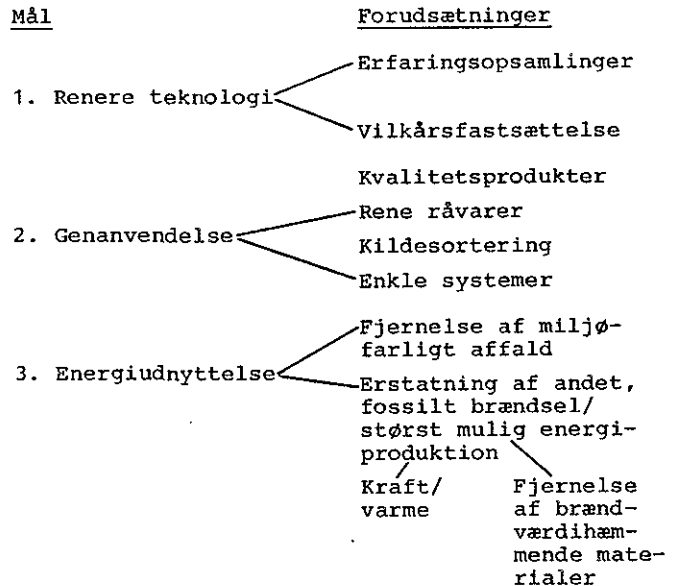 Mål Forudsætninger
Erfaringsopsamlinger
1. Renere teknologi
Vilkårsfastsættelse
Kvalitetsprodukter
Rene råvarer
2. Genanvendelse
Kildesortering
Enkle systemer
Fjernelse af miljø-
farligt affald
3. Energiudnyttelse
Erstatning af andet,
fossilt brændsel/
størst mulig energi-
produktion
Kraft/
varme
Fjernelse
af brænd-
værdihæm-
mende mate-
rialer